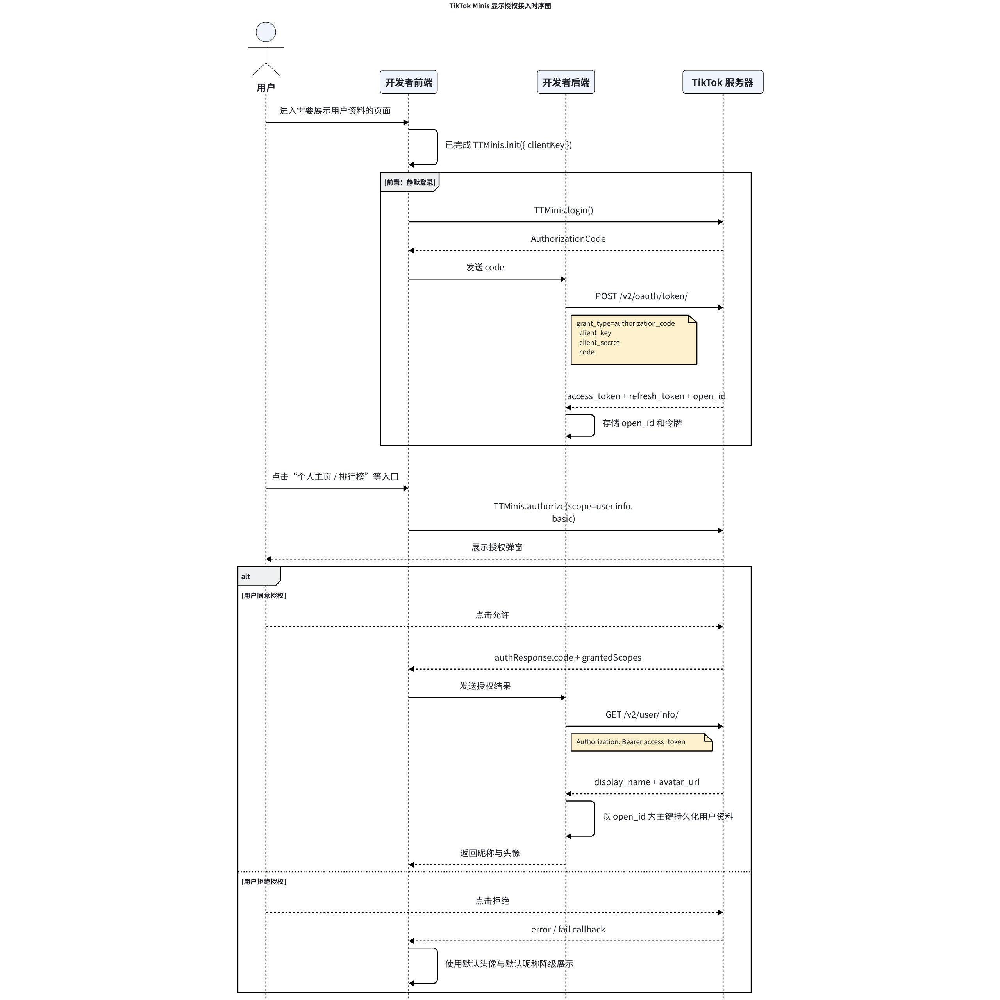 TikTok Minis 显示授权接入时序图
用户
开发者前端
开发者后端
TikTok 服务器
进入需要展示用户资料的页面
已完成 TTMinis.init({ clientKey })
[前置：静默登录]
TTMinis.login()
AuthorizationCode
发送 code
POST /v2/oauth/token/
grant_type=authorization_code
client_key
client_secret
code
access_token + refresh_token + open_id
存储 open_id 和令牌
点击“个人主页 / 排行榜”等入口
TTMinis.authorize(scope=user.info.
basic)
展示授权弹窗
alt
[用户同意授权]
点击允许
authResponse.code + grantedScopes
发送授权结果
GET /v2/user/info/
Authorization: Bearer access_token
display_name + avatar_url
以 open_id 为主键持久化用户资料
返回昵称与头像
[用户拒绝授权]
点击拒绝
error / fail callback
使用默认头像与默认昵称降级展示